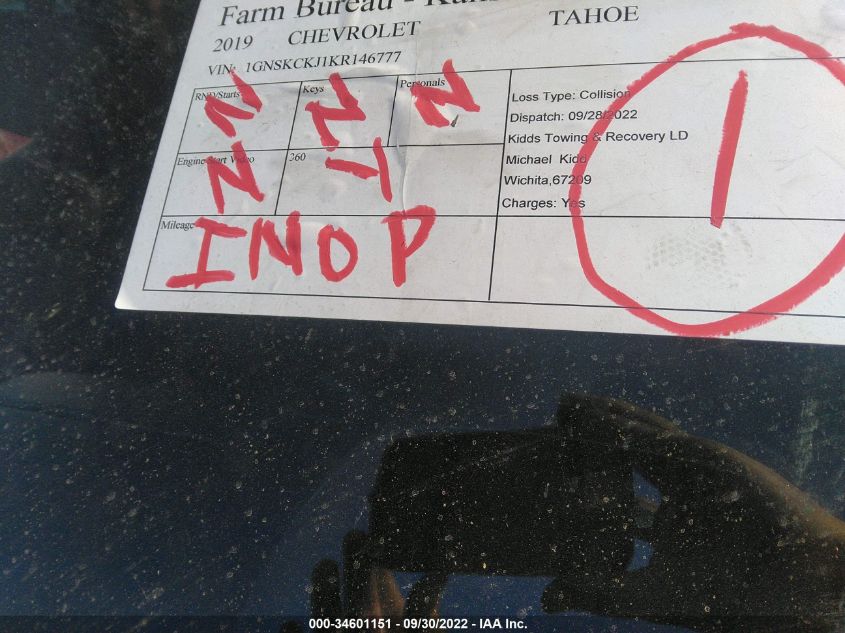 Farm Bureau -
2019 CHEVROLET TAHOE
VIN: 1GNSKCKJ1KR146777
RND/Starts Keys Personals
N N N
Loss Type: Collision
Dispatch: 09/28/2022
Kidds Towing & Recovery LD
Michael Kidd
Wichita,67209
Charges: Yes
1
Engine Start Video 360
N IT
Mileage
INOP
000-34601151 - 09/30/2022 - IAA Inc.